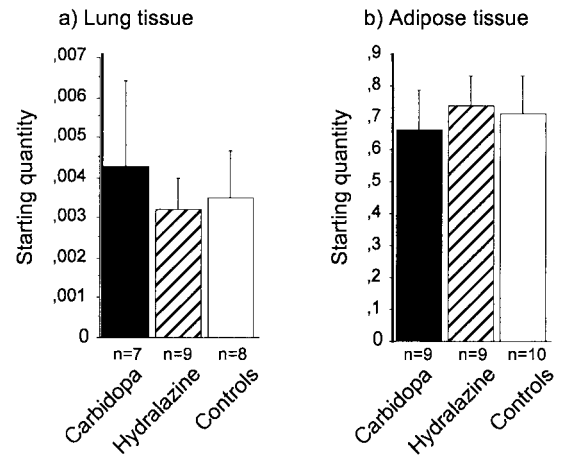 a) Lung tissue
Starting quantity
,007
,006
,005
,004
,003
,002
,001
0
n=7
n=9
n=8
Carbidopa
Hydralazine
Controls
b) Adipose tissue
Starting quantity
,9
,8
,7
,6
,5
,4
,3
,2
,1
0
n=9
n=9
n=10
Carbidopa
Hydralazine
Controls